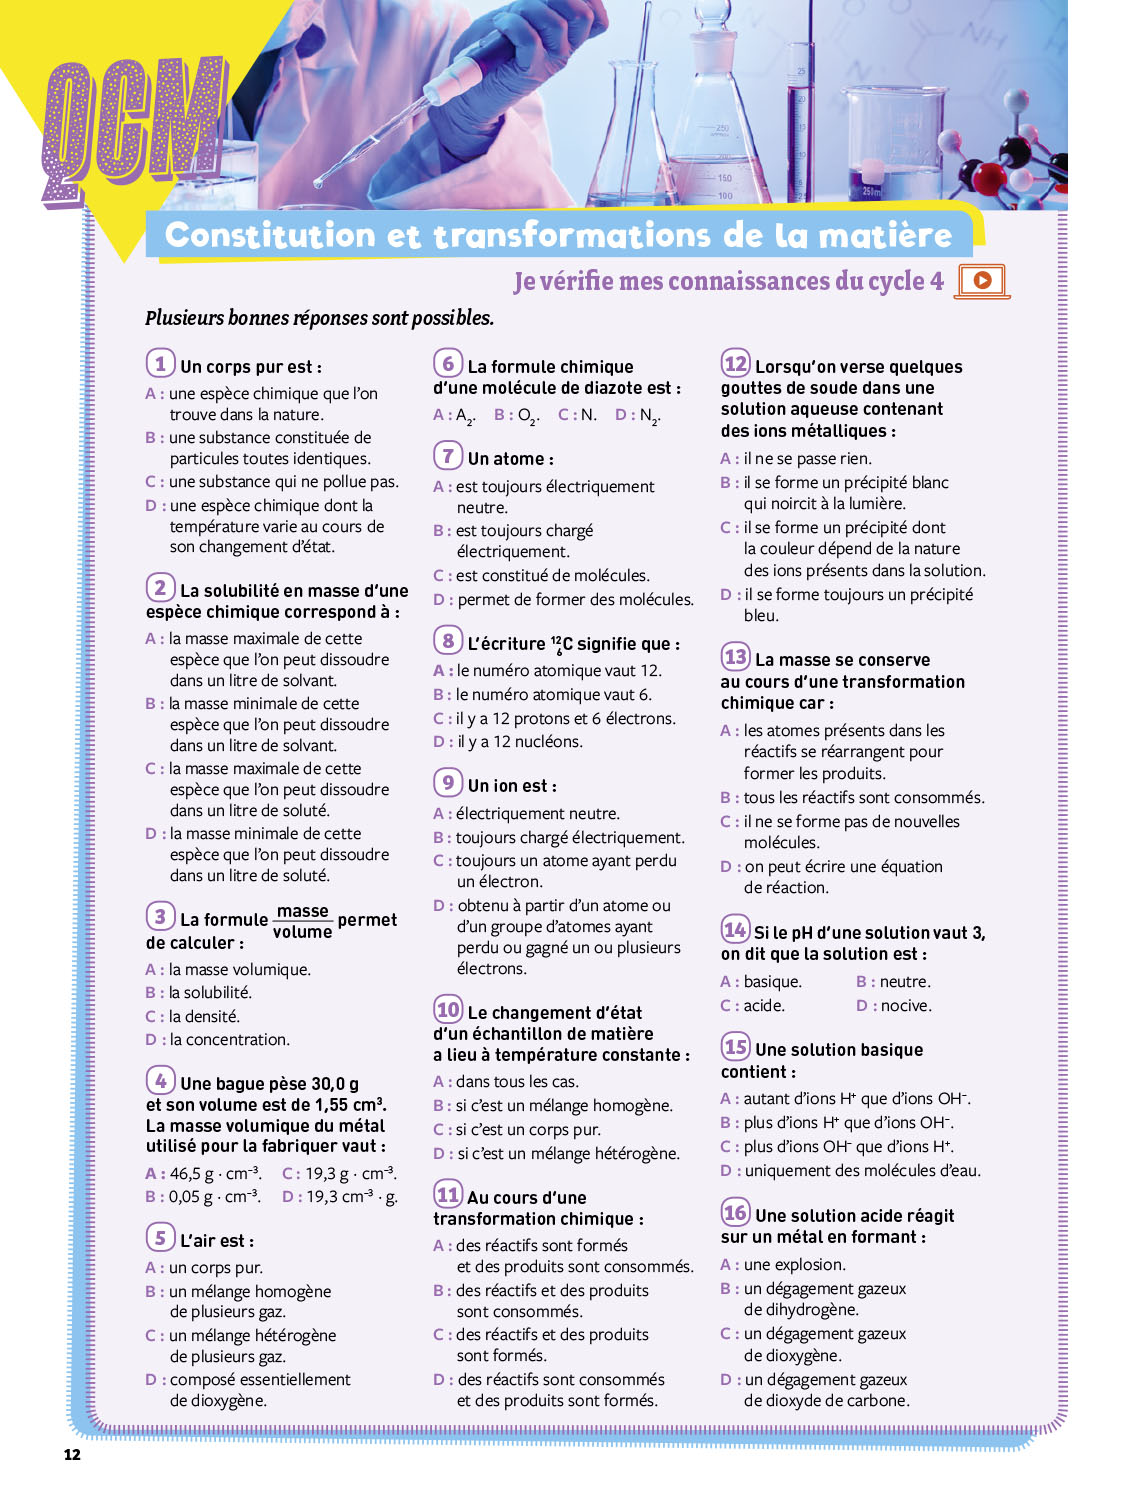 QCM
Constitution et transformations de la matière
Je vérifie mes connaissances du cycle 4
Plusieurs bonnes réponses sont possibles.
1 Un corps pur est :
A : une espèce chimique que l'on
trouve dans la nature.
B : une substance constituée de
particules toutes identiques.
C : une substance qui ne pollue pas.
D : une espèce chimique dont la
température varie au cours de
son changement d'état.
2 La solubilité en masse d'une
espèce chimique correspond à :
A : la masse maximale de cette
espèce que l'on peut dissoudre
dans un litre de solvant.
B : la masse minimale de cette
espèce que l'on peut dissoudre
dans un litre de solvant.
C : la masse maximale de cette
espèce que l'on peut dissoudre
dans un litre de soluté.
D : la masse minimale de cette
espèce que l'on peut dissoudre
dans un litre de soluté.
3 La formule masse/volume permet
de calculer :
A : la masse volumique.
B : la solubilité.
C : la densité.
D : la concentration.
4 Une bague pèse 30,0 g
et son volume est de 1,55 cm³.
La masse volumique du métal
utilisé pour la fabriquer vaut :
A : 46,5 g · cm⁻³. C : 19,3 g · cm⁻³.
B : 0,05 g · cm⁻³. D : 19,3 cm⁻³ · g.
5 L'air est :
A : un corps pur.
B : un mélange homogène
de plusieurs gaz.
C : un mélange hétérogène
de plusieurs gaz.
D : composé essentiellement
de dioxygène.
6 La formule chimique
d'une molécule de diazote est :
A : A₂. B : O₂. C : N. D : N₂.
7 Un atome :
A : est toujours électriquement
neutre.
B : est toujours chargé
électriquement.
C : est constitué de molécules.
D : permet de former des molécules.
8 L'écriture ¹²₆C signifie que :
A : le numéro atomique vaut 12.
B : le numéro atomique vaut 6.
C : il y a 12 protons et 6 électrons.
D : il y a 12 nucléons.
9 Un ion est :
A : électriquement neutre.
B : toujours chargé électriquement.
C : toujours un atome ayant perdu
un électron.
D : obtenu à partir d'un atome ou
d'un groupe d'atomes ayant
perdu ou gagné un ou plusieurs
électrons.
10 Le changement d'état
d'un échantillon de matière
a lieu à température constante :
A : dans tous les cas.
B : si c'est un mélange homogène.
C : si c'est un corps pur.
D : si c'est un mélange hétérogène.
11 Au cours d'une
transformation chimique :
A : des réactifs sont formés
et des produits sont consommés.
B : des réactifs et des produits
sont consommés.
C : des réactifs et des produits
sont formés.
D : des réactifs sont consommés
et des produits sont formés.
12 Lorsqu'on verse quelques
gouttes de soude dans une
solution aqueuse contenant
des ions métalliques :
A : il ne se passe rien.
B : il se forme un précipité blanc
qui noircit à la lumière.
C : il se forme un précipité dont
la couleur dépend de la nature
des ions présents dans la solution.
D : il se forme toujours un précipité
bleu.
13 La masse se conserve
au cours d'une transformation
chimique car :
A : les atomes présents dans les
réactifs se réarrangent pour
former les produits.
B : tous les réactifs sont consommés.
C : il ne se forme pas de nouvelles
molécules.
D : on peut écrire une équation
de réaction.
14 Si le pH d'une solution vaut 3,
on dit que la solution est :
A : basique. B : neutre.
C : acide. D : nocive.
15 Une solution basique
contient :
A : autant d'ions H⁺ que d'ions OH⁻.
B : plus d'ions H⁺ que d'ions OH⁻.
C : plus d'ions OH⁻ que d'ions H⁺.
D : uniquement des molécules d'eau.
16 Une solution acide réagit
sur un métal en formant :
A : une explosion.
B : un dégagement gazeux
de dihydrogène.
C : un dégagement gazeux
de dioxygène.
D : un dégagement gazeux
de dioxyde de carbone.
12